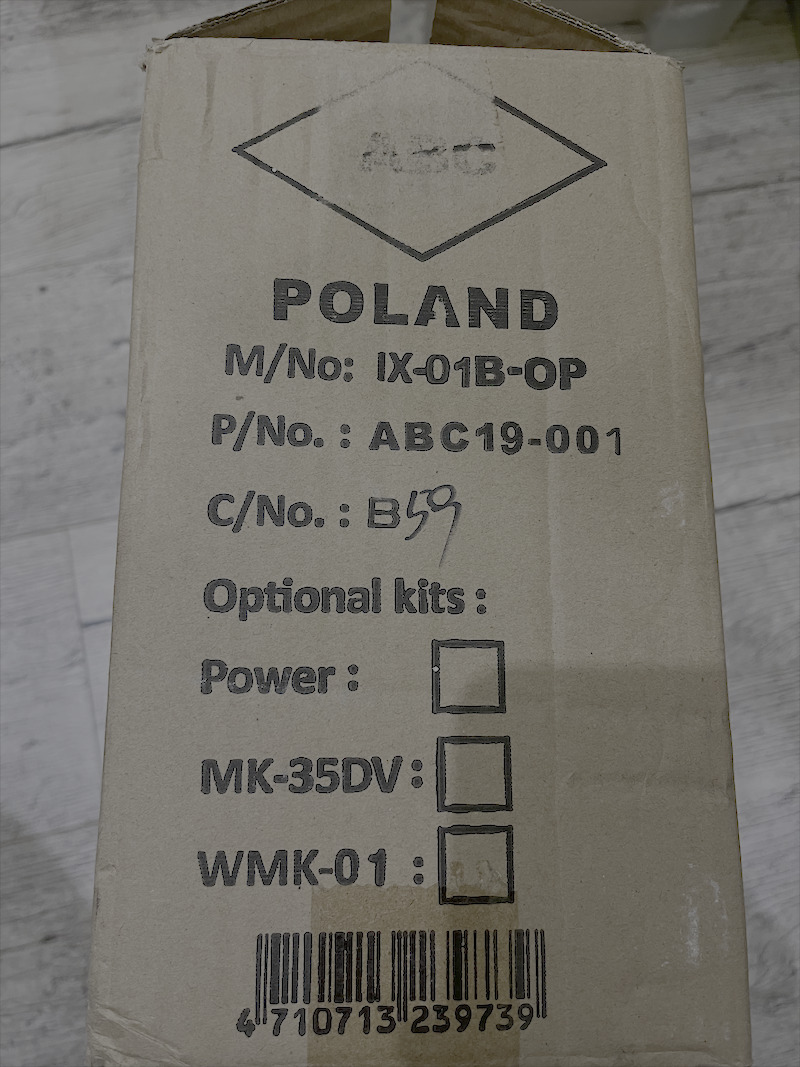 ABC
POLAND
M/No: IX-01B-OP
P/No. : ABC19-001
C/No. : B59
Optional kits :
Power :
MK-35DV :
WMK-01 :
4 710713 239739